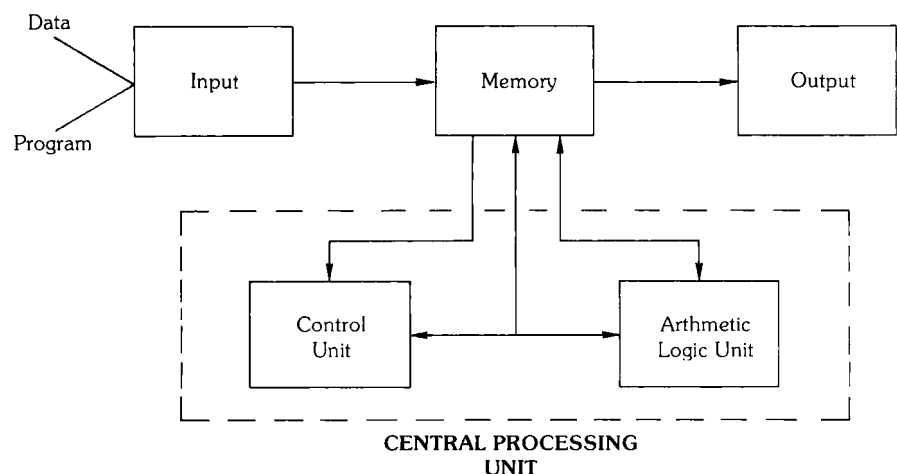 Data
Program
Input
Memory
Output
Control
Unit
Arthmetic
Logic Unit
CENTRAL PROCESSING
UNIT